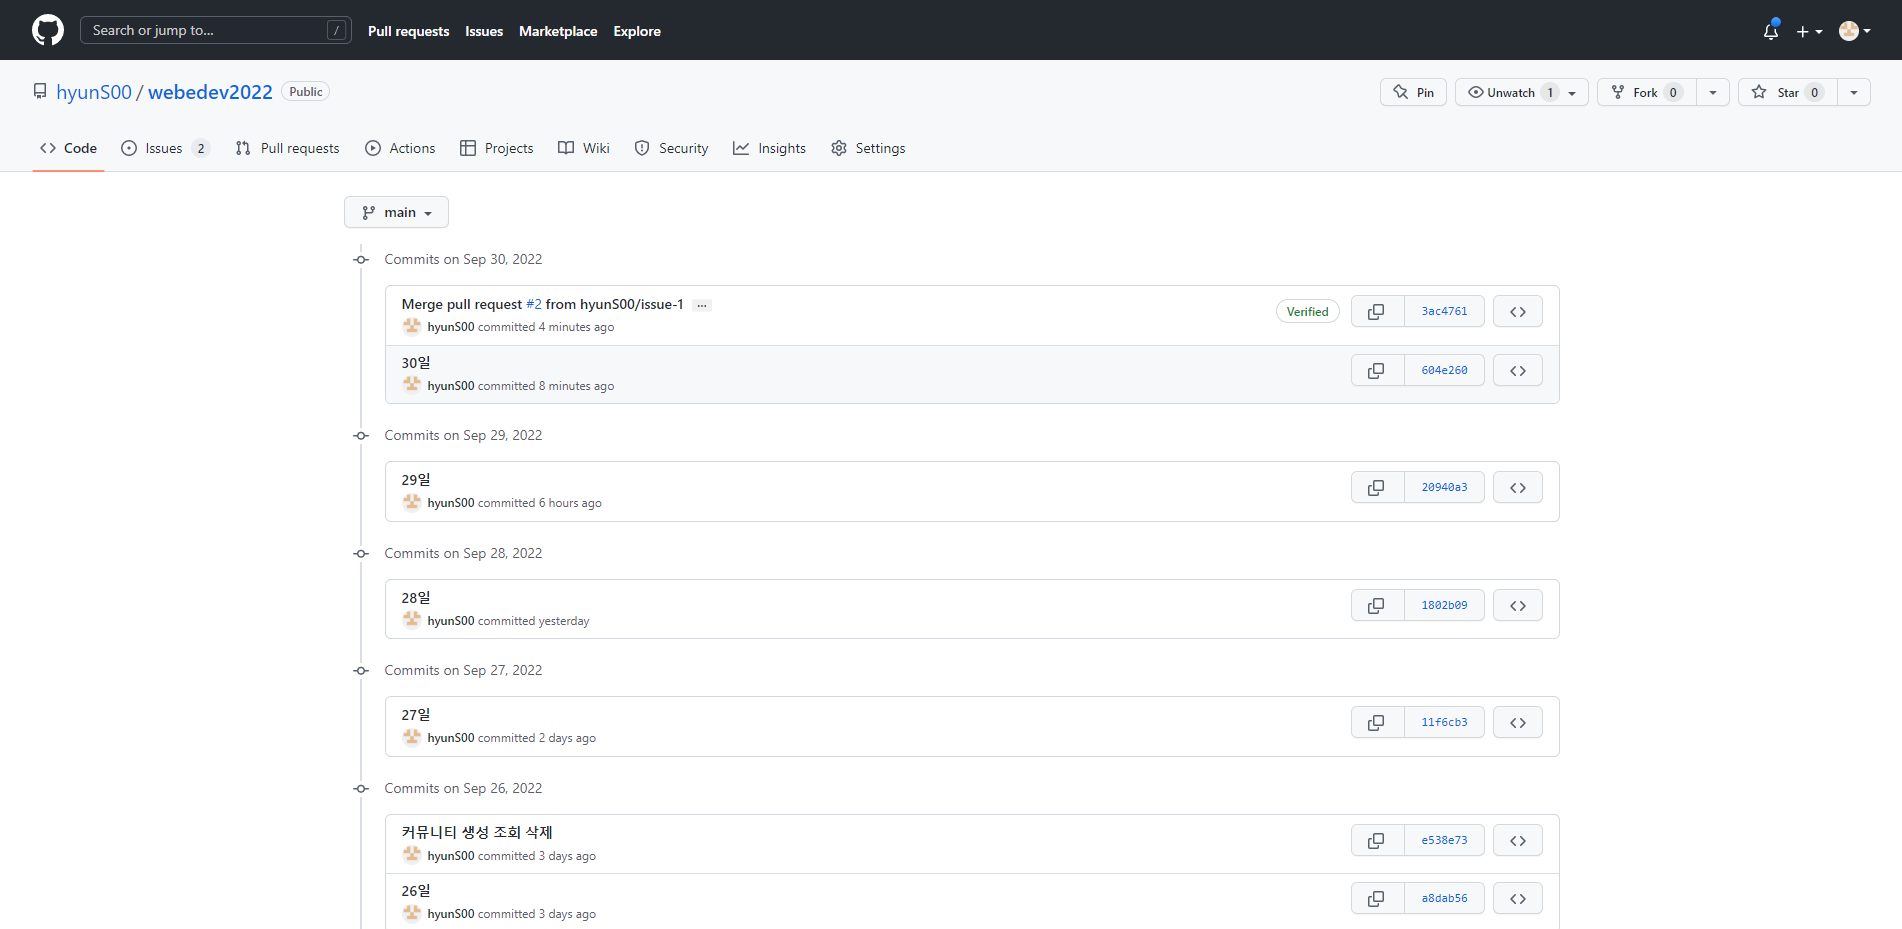 Search or jump to... /
Pull requests Issues Marketplace Explore
hyunS00 / webedev2022 Public
Pin Unwatch 1 Fork 0 Star 0
Code Issues 2 Pull requests Actions Projects Wiki Security Insights Settings
main
Commits on Sep 30, 2022
Merge pull request #2 from hyunS00/issue-1 ...
Verified 3ac4761
hyunS00 committed 4 minutes ago
30일
604e260
hyunS00 committed 8 minutes ago
Commits on Sep 29, 2022
29일
20940a3
hyunS00 committed 6 hours ago
Commits on Sep 28, 2022
28일
1802b09
hyunS00 committed yesterday
Commits on Sep 27, 2022
27일
11f6cb3
hyunS00 committed 2 days ago
Commits on Sep 26, 2022
커뮤니티 생성 조회 삭제
e538e73
hyunS00 committed 3 days ago
26일
a8dab56
hyunS00 committed 3 days ago